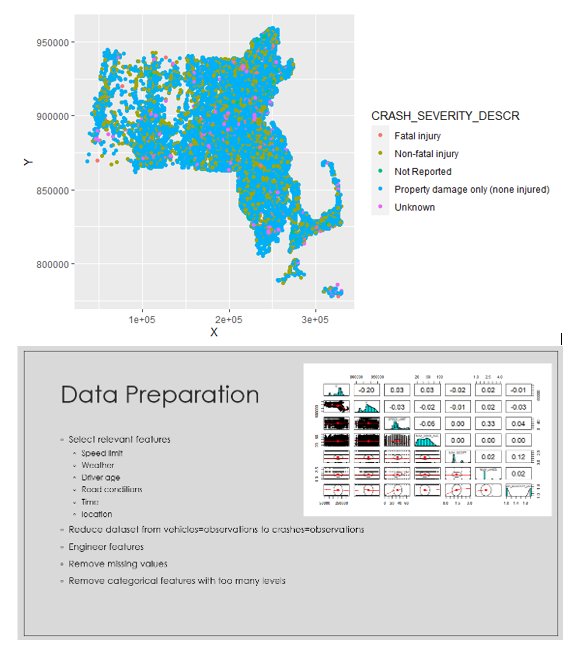 950000
900000
850000
800000
Y
1e+05 2e+05 3e+05
X
CRASH_SEVERITY_DESCR
Fatal injury
Non-fatal injury
Not Reported
Property damage only (none injured)
Unknown
Data Preparation
Select relevant features
Speed limit
Weather
Driver age
Road conditions
Time
location
Reduce dataset from vehicles=observations to crashes=observations
Engineer features
Remove missing values
Remove categorical features with too many levels
-0.20 0.03 0.03 -0.02 0.02 -0.01
-0.03 -0.02 -0.01 0.02 -0.03
-0.06 0.00 0.33 0.04
0.00 0.00 0.00
0.02 0.12
0.02